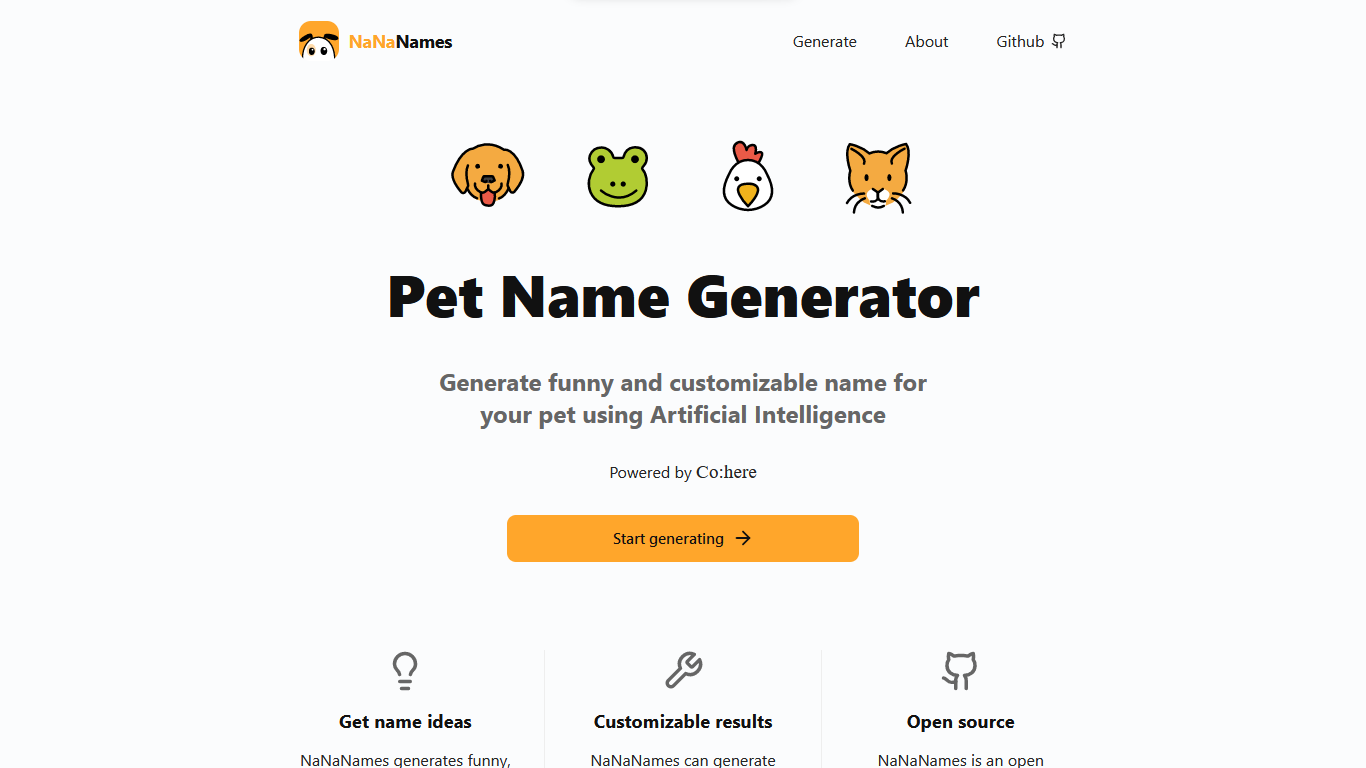 NaNaNames
Generate
About
Github
Pet Name Generator
Generate funny and customizable name for
your pet using Artificial Intelligence
Powered by Co:here
Start generating
Get name ideas
NaNaNames generates funny,
Customizable results
NaNaNames can generate
Open source
NaNaNames is an open